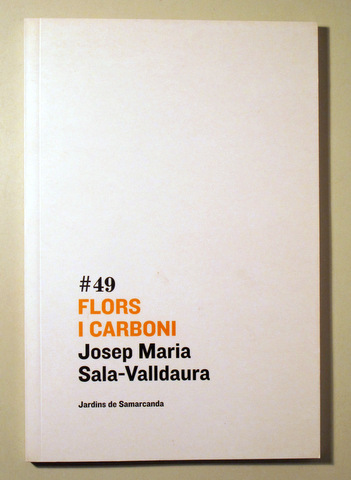 #49
FLORS
I CARBONI
Josep Maria
Sala-Valldaura
Jardins de Samarcanda